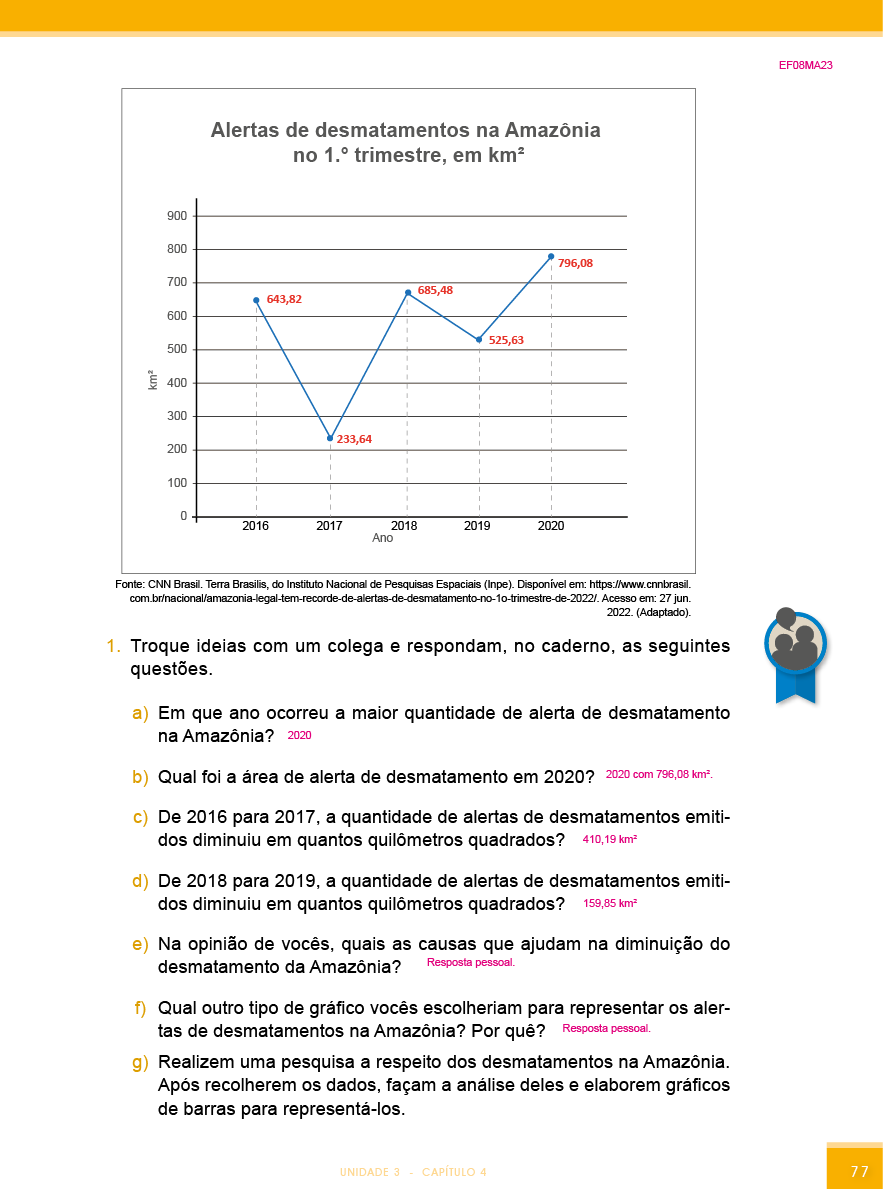 EF08MA23
Alertas de desmatamentos na Amazônia
no 1.° trimestre, em km²
900
800
700
600
500
400
300
200
100
0
km²
643,82
233,64
685,48
525,63
796,08
2016 2017 2018 2019 2020
Ano
Fonte: CNN Brasil. Terra Brasilis, do Instituto Nacional de Pesquisas Espaciais (Inpe). Disponível em: https://www.cnnbrasil.
com.br/nacional/amazonia-legal-tem-recorde-de-alertas-de-desmatamento-no-1o-trimestre-de-2022/. Acesso em: 27 jun.
2022. (Adaptado).
1. Troque ideias com um colega e respondam, no caderno, as seguintes
questões.
a) Em que ano ocorreu a maior quantidade de alerta de desmatamento
na Amazônia? 2020
b) Qual foi a área de alerta de desmatamento em 2020? 2020 com 796,08 km².
c) De 2016 para 2017, a quantidade de alertas de desmatamentos emiti-
dos diminuiu em quantos quilômetros quadrados? 410,19 km²
d) De 2018 para 2019, a quantidade de alertas de desmatamentos emiti-
dos diminuiu em quantos quilômetros quadrados? 159,85 km²
e) Na opinião de vocês, quais as causas que ajudam na diminuição do
desmatamento da Amazônia? Resposta pessoal.
f) Qual outro tipo de gráfico vocês escolheriam para representar os aler-
tas de desmatamentos na Amazônia? Por quê? Resposta pessoal.
g) Realizem uma pesquisa a respeito dos desmatamentos na Amazônia.
Após recolherem os dados, façam a análise deles e elaborem gráficos
de barras para representá-los.
UNIDADE 3 - CAPÍTULO 4
77